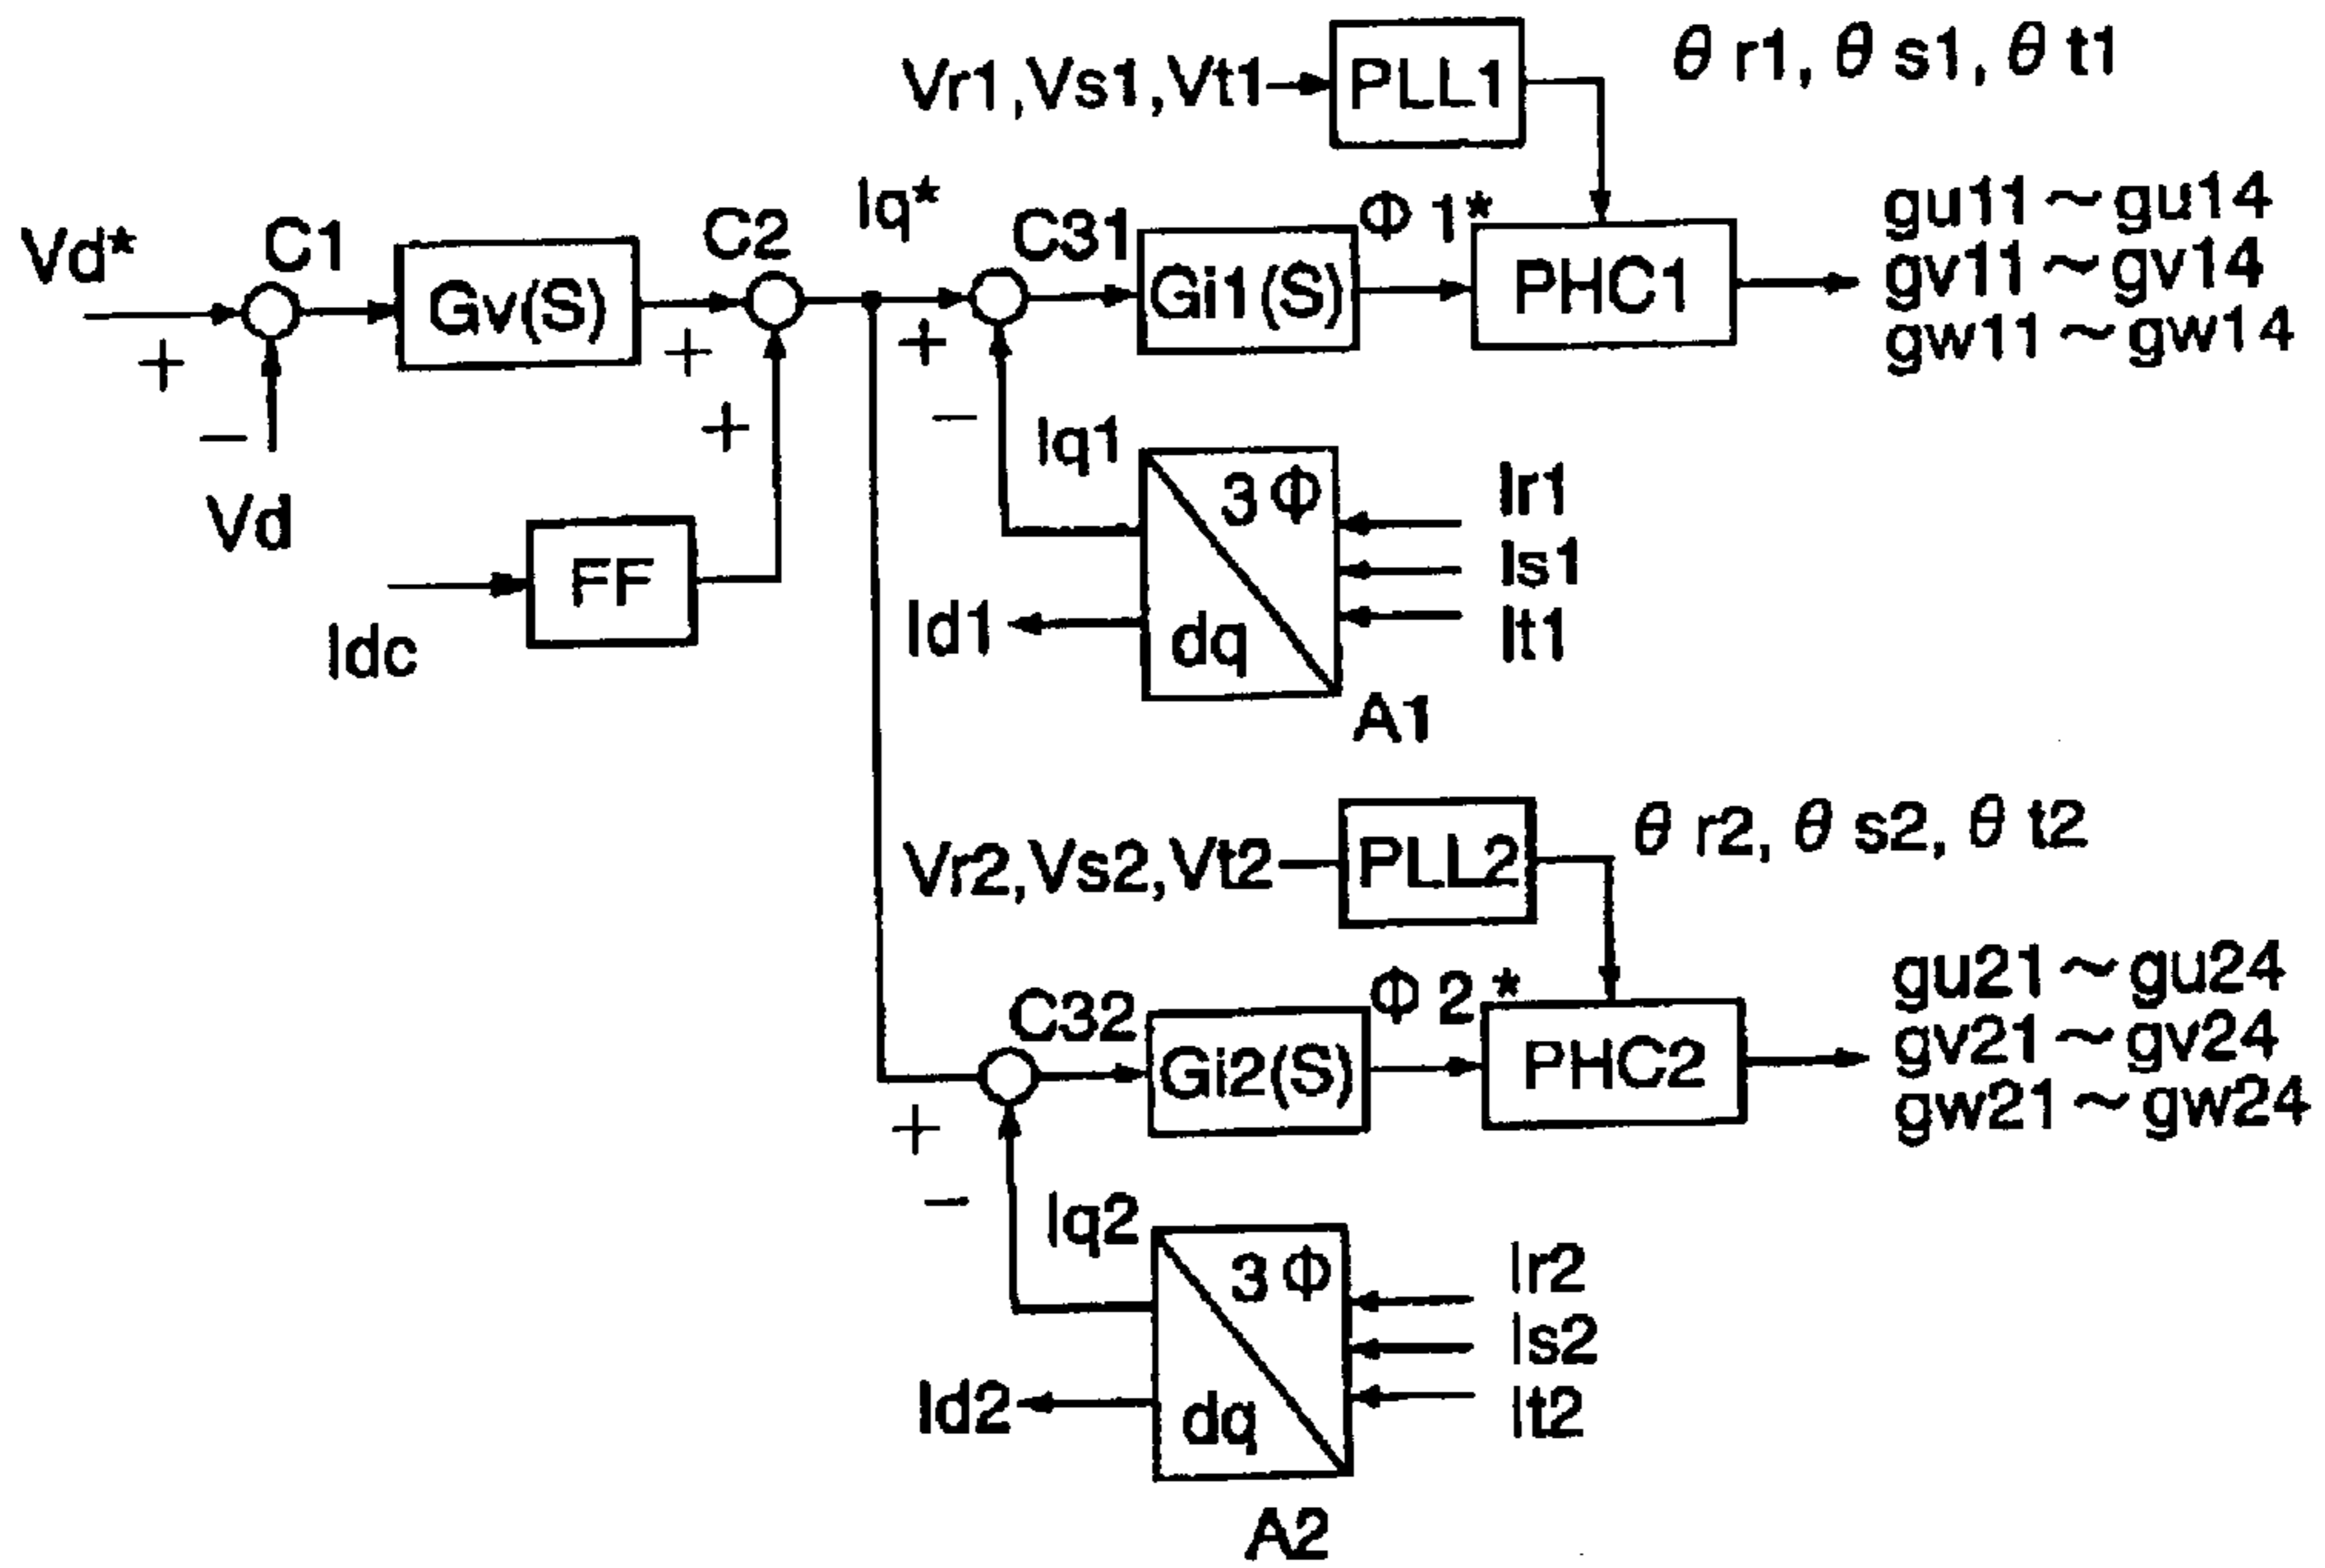 Vr1,Vs1,Vt1
PLL1
θ r1, θ s1, θ t1
Vd*
C1
Gv(S)
C2
Iq*
C31
Gi1(S)
Φ 1*
PHC1
gu11～gu14
gv11～gv14
gw11～gw14
+
−
Vd
+
+
+
−
Iq1
3Φ
dq
Ir1
Is1
It1
Id1
A1
FF
Idc
Vr2,Vs2,Vt2
PLL2
θ r2, θ s2, θ t2
C32
Gi2(S)
Φ 2*
PHC2
gu21～gu24
gv21～gv24
gw21～gw24
+
−
Iq2
3Φ
dq
Ir2
Is2
It2
Id2
A2